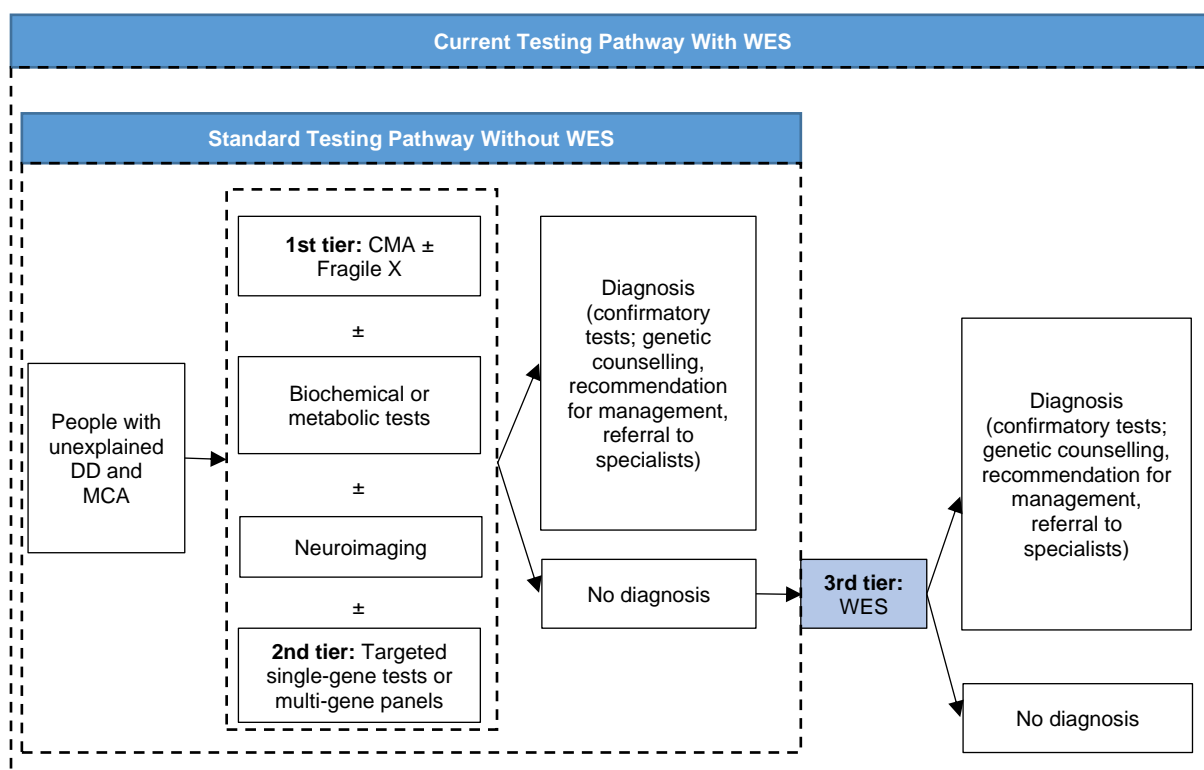 Current Testing Pathway With WES
Standard Testing Pathway Without WES
People with
unexplained
DD and
MCA
1st tier: CMA ±
Fragile X
±
Biochemical or
metabolic tests
±
Neuroimaging
±
2nd tier: Targeted
single-gene tests or
multi-gene panels
Diagnosis
(confirmatory
tests; genetic
counselling,
recommendation
for management,
referral to
specialists)
No diagnosis
3rd tier:
WES
Diagnosis
(confirmatory tests;
genetic counselling,
recommendation for
management,
referral to
specialists)
No diagnosis